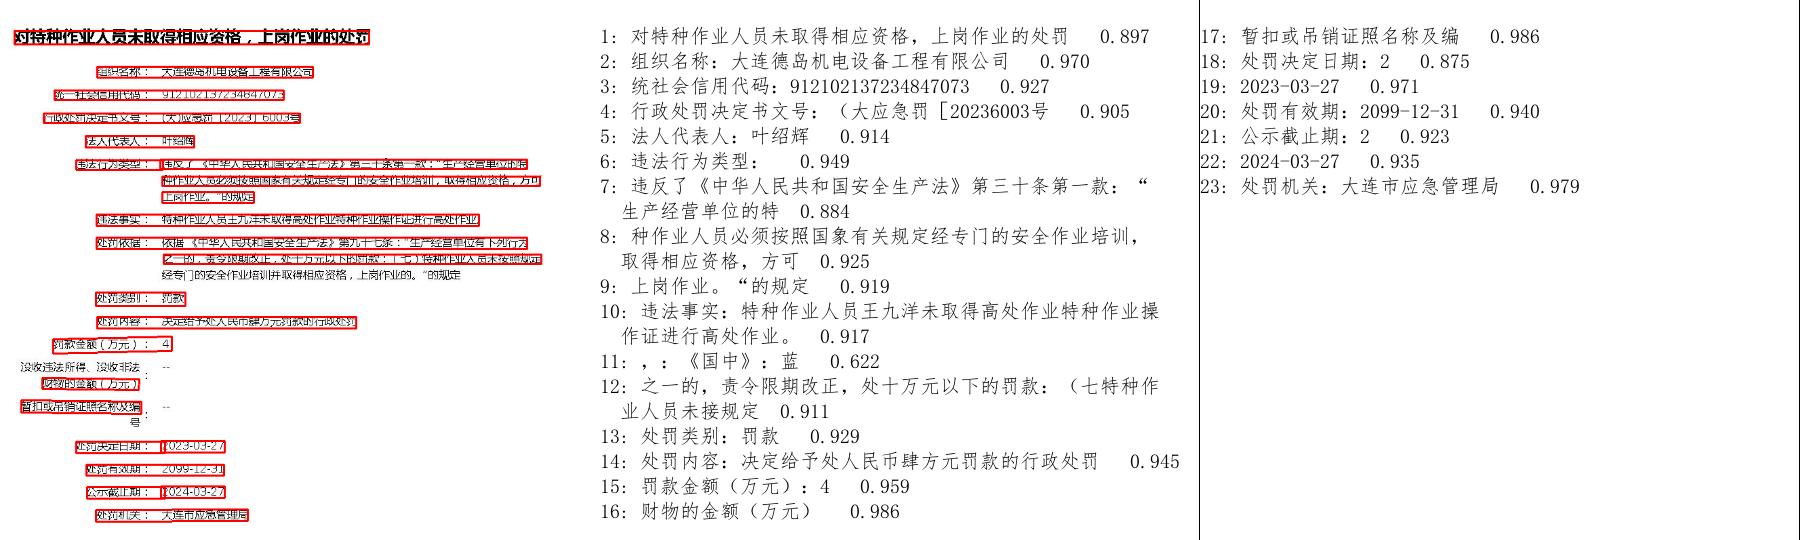 对特种作业人员未取得相应资格，上岗作业的处罚
组织名称： 大连德岛机电设备工程有限公司
统一社会信用代码： 912102137234847073
行政处罚决定书文号： (大)应急罚〔2023〕6003号
法人代表人： 叶绍辉
违法行为类型： 违反了《中华人民共和国安全生产法》第三十条第一款：“生产经营单位的特
种作业人员必须按照国家有关规定经专门的安全作业培训，取得相应资格，方可
上岗作业。”的规定
违法事实： 特种作业人员王九洋未取得高处作业特种作业操作证进行高处作业。
处罚依据： 依据《中华人民共和国安全生产法》第九十七条：“生产经营单位有下列行为
之一的，责令限期改正，处十万元以下的罚款：（七）特种作业人员未按照规定
经专门的安全作业培训并取得相应资格，上岗作业的。”的规定
处罚类别： 罚款
处罚内容： 决定给予处人民币肆万元罚款的行政处罚
罚款金额（万元）： 4
没收违法所得、没收非法
财物的金额（万元）： --
暂扣或吊销证照名称及编
号： --
处罚决定日期： 2023-03-27
处罚有效期： 2099-12-31
公示截止期： 2024-03-27
处罚机关： 大连市应急管理局
1: 对特种作业人员未取得相应资格，上岗作业的处罚 0.897
2: 组织名称：大连德岛机电设备工程有限公司 0.970
3: 统社会信用代码：912102137234847073 0.927
4: 行政处罚决定书文号：（大应急罚［20236003号 0.905
5: 法人代表人：叶绍辉 0.914
6: 违法行为类型： 0.949
7: 违反了《中华人民共和国安全生产法》第三十条第一款：“
生产经营单位的特 0.884
8: 种作业人员必须按照国象有关规定经专门的安全作业培训，
取得相应资格，方可 0.925
9: 上岗作业。“的规定 0.919
10: 违法事实：特种作业人员王九洋未取得高处作业特种作业操
作证进行高处作业。 0.917
11: ，：《国中》：蓝 0.622
12: 之一的，责令限期改正，处十万元以下的罚款：（七特种作
业人员未接规定 0.911
13: 处罚类别：罚款 0.929
14: 处罚内容：决定给予处人民币肆方元罚款的行政处罚 0.945
15: 罚款金额（万元）：4 0.959
16: 财物的金额（万元） 0.986
17: 暂扣或吊销证照名称及编 0.986
18: 处罚决定日期：2 0.875
19: 2023-03-27 0.971
20: 处罚有效期：2099-12-31 0.940
21: 公示截止期：2 0.923
22: 2024-03-27 0.935
23: 处罚机关：大连市应急管理局 0.979